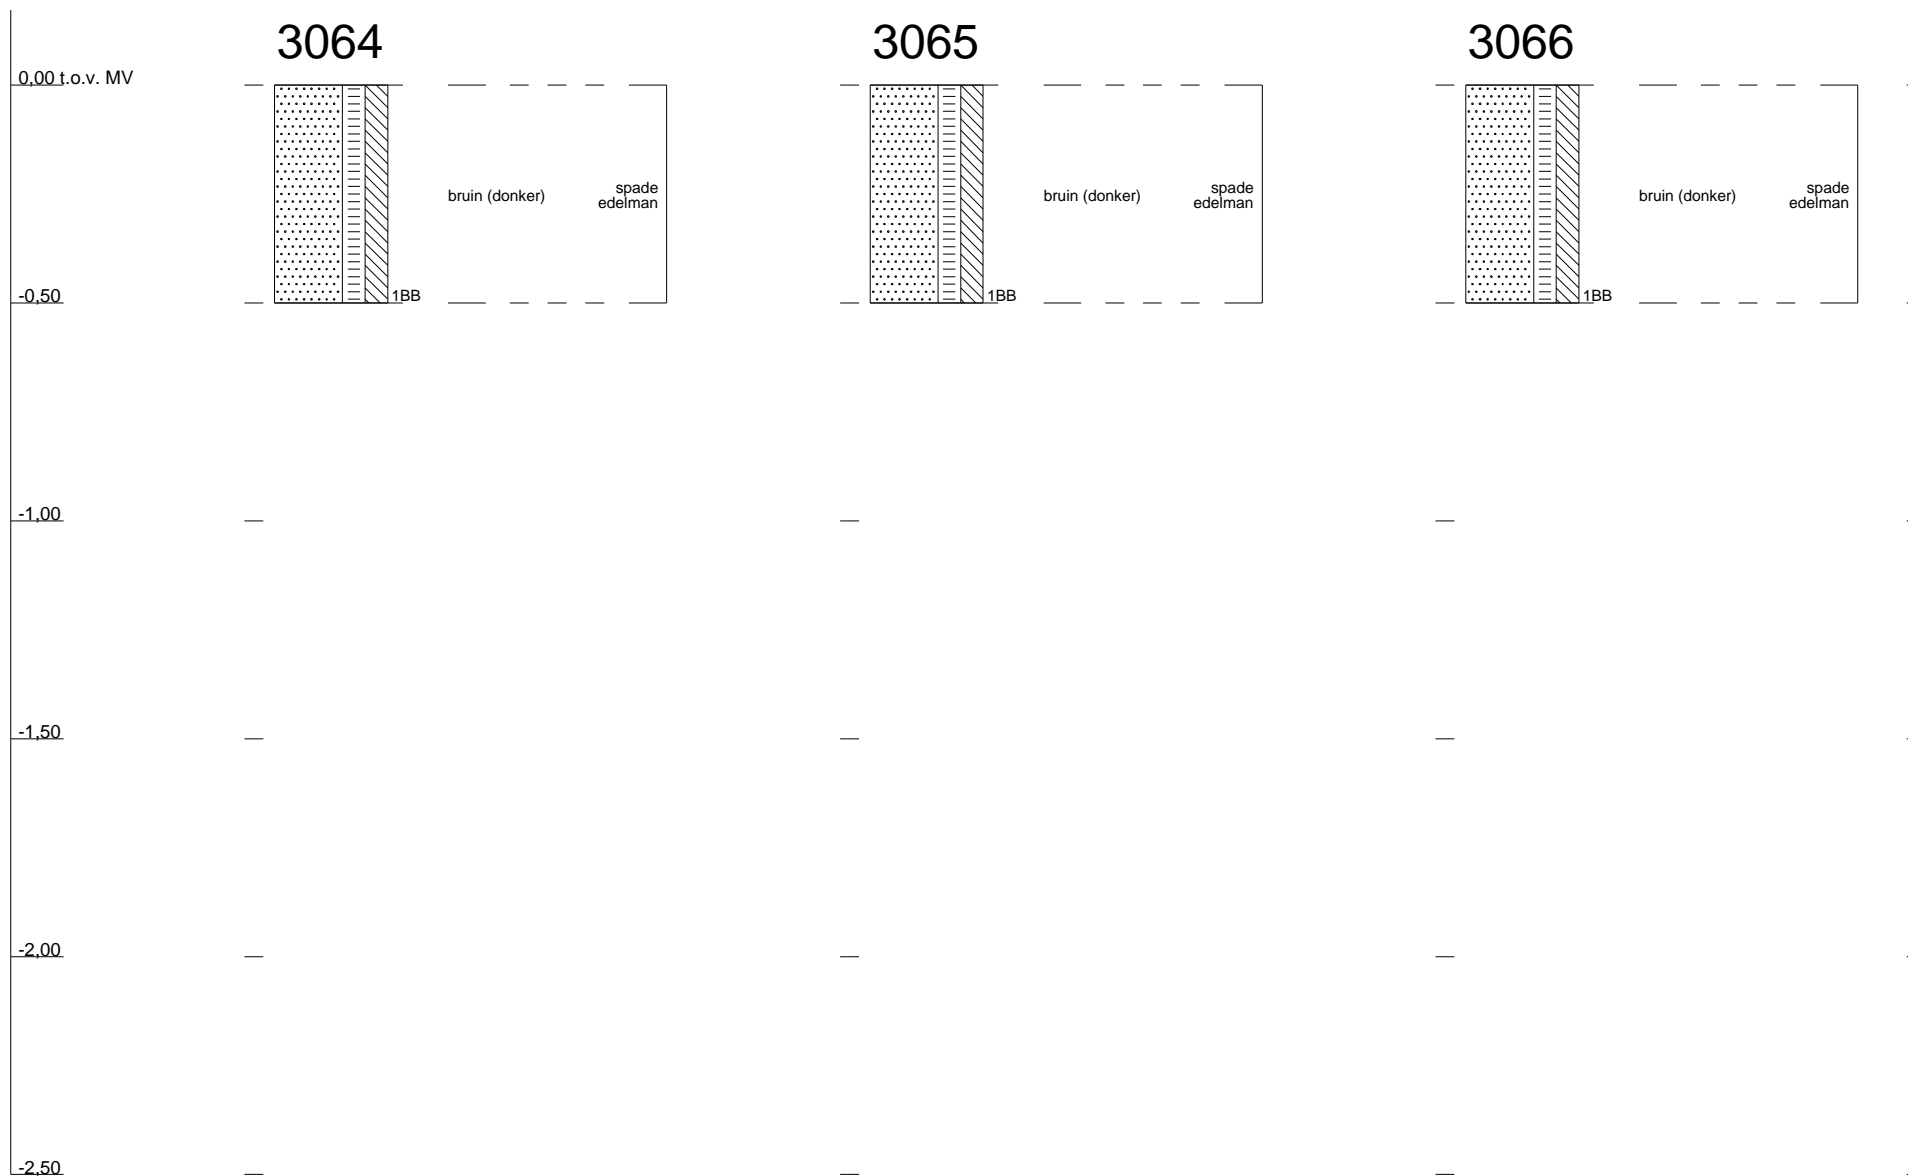 3064
3065
3066
0,00 t.o.v. MV
bruin (donker)
spade
edelman
bruin (donker)
spade
edelman
bruin (donker)
spade
edelman
-0,50
1BB
1BB
1BB
-1,00
-1,50
-2,00
-2,50